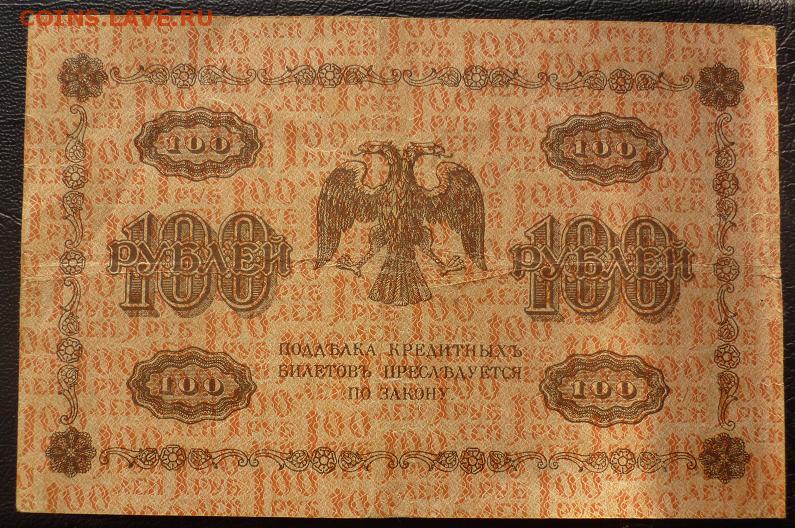 COINS.LAVE.RU
100 100
100 РУБЛЕЙ 100 РУБЛЕЙ
ПОДДѢЛКА КРЕДИТНЫХЪ
БИЛЕТОВЪ ПРЕСЛѢДУЕТСЯ
ПО ЗАКОНУ.
100 100